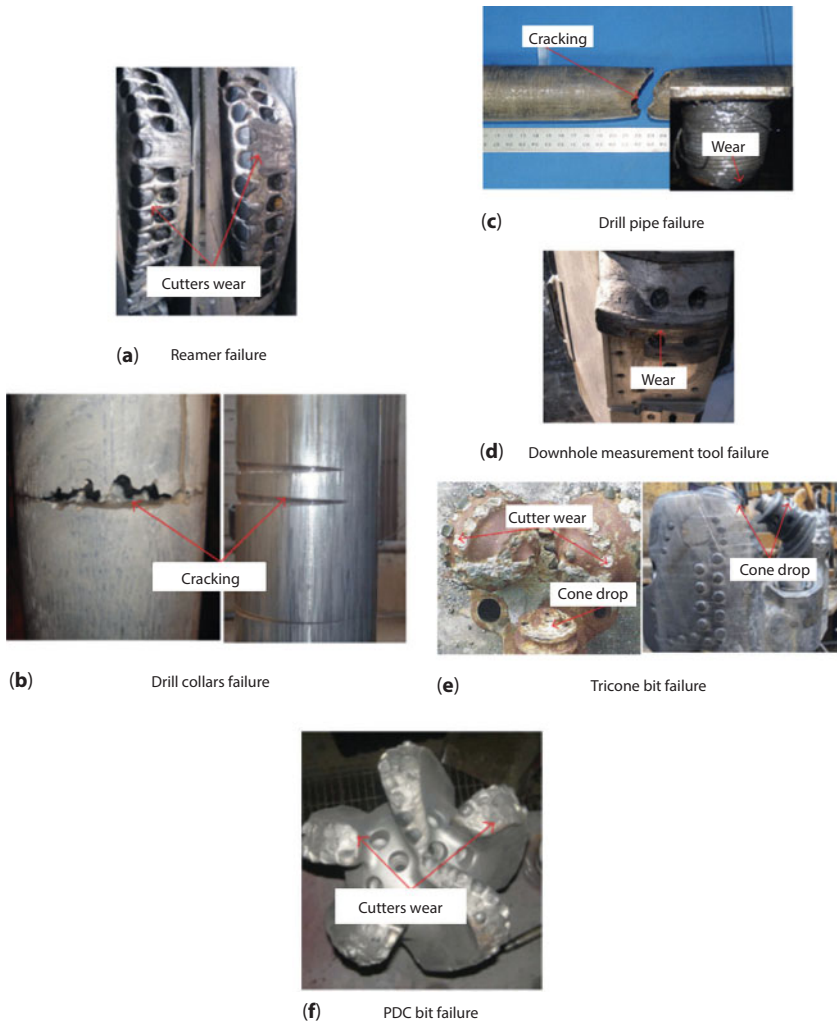 Cutters wear
(a) Reamer failure
Cracking
(b) Drill collars failure
Cracking
Wear
(c) Drill pipe failure
Wear
(d) Downhole measurement tool failure
Cutter wear
Cone drop
Cone drop
(e) Tricone bit failure
Cutters wear
(f) PDC bit failure